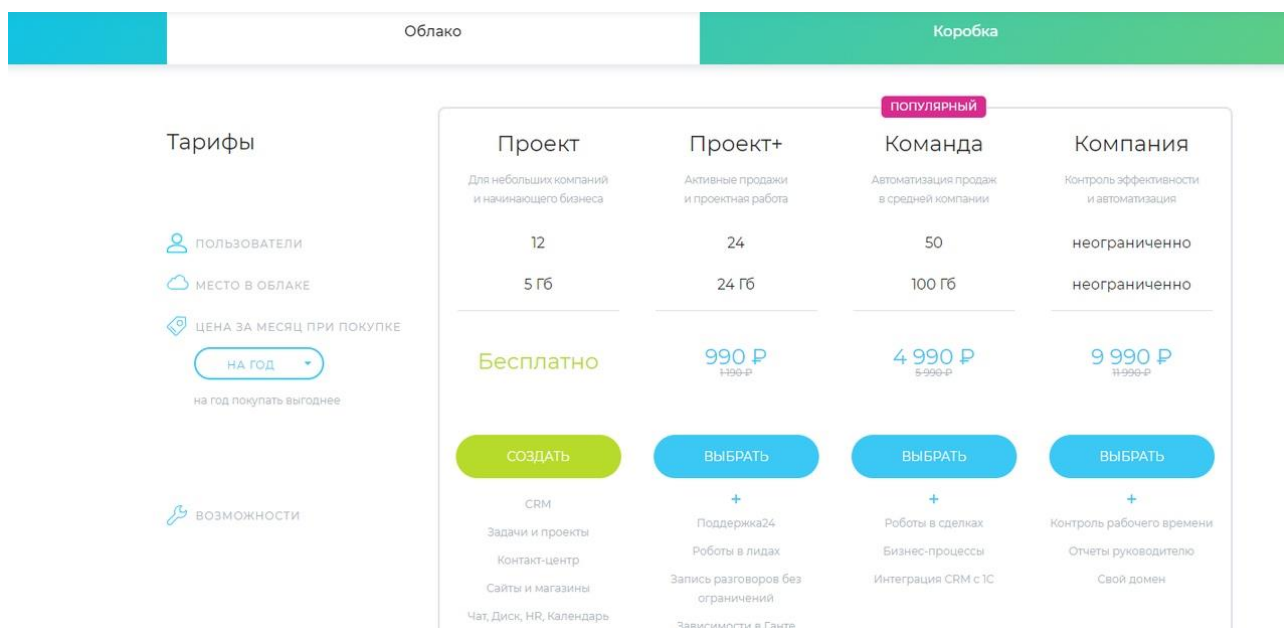 Облако
Коробка
ПОПУЛЯРНЫЙ
Тарифы
Проект
Проект+
Команда
Компания
Для небольших компаний
и начинающего бизнеса
Активные продажи
и проектная работа
Автоматизация продаж
в средней компании
Контроль эффективности
и автоматизация
ПОЛЬЗОВАТЕЛИ
12
24
50
неограниченно
МЕСТО В ОБЛАКЕ
5 Гб
24 Гб
100 Гб
неограниченно
ЦЕНА ЗА МЕСЯЦ ПРИ ПОКУПКЕ
НА ГОД
на год покупать выгоднее
Бесплатно
990 ₽
1 190 ₽
4 990 ₽
5 990 ₽
9 990 ₽
11 990 ₽
СОЗДАТЬ
ВЫБРАТЬ
ВЫБРАТЬ
ВЫБРАТЬ
ВОЗМОЖНОСТИ
CRM
Задачи и проекты
Контакт-центр
Сайты и магазины
Чат, Диск, HR, Календарь
+
Поддержка24
Роботы в лидах
Запись разговоров без
ограничений
Зависимости в Ганте
+
Роботы в сделках
Бизнес-процессы
Интеграция CRM с 1С
+
Контроль рабочего времени
Отчеты руководителю
Свой домен